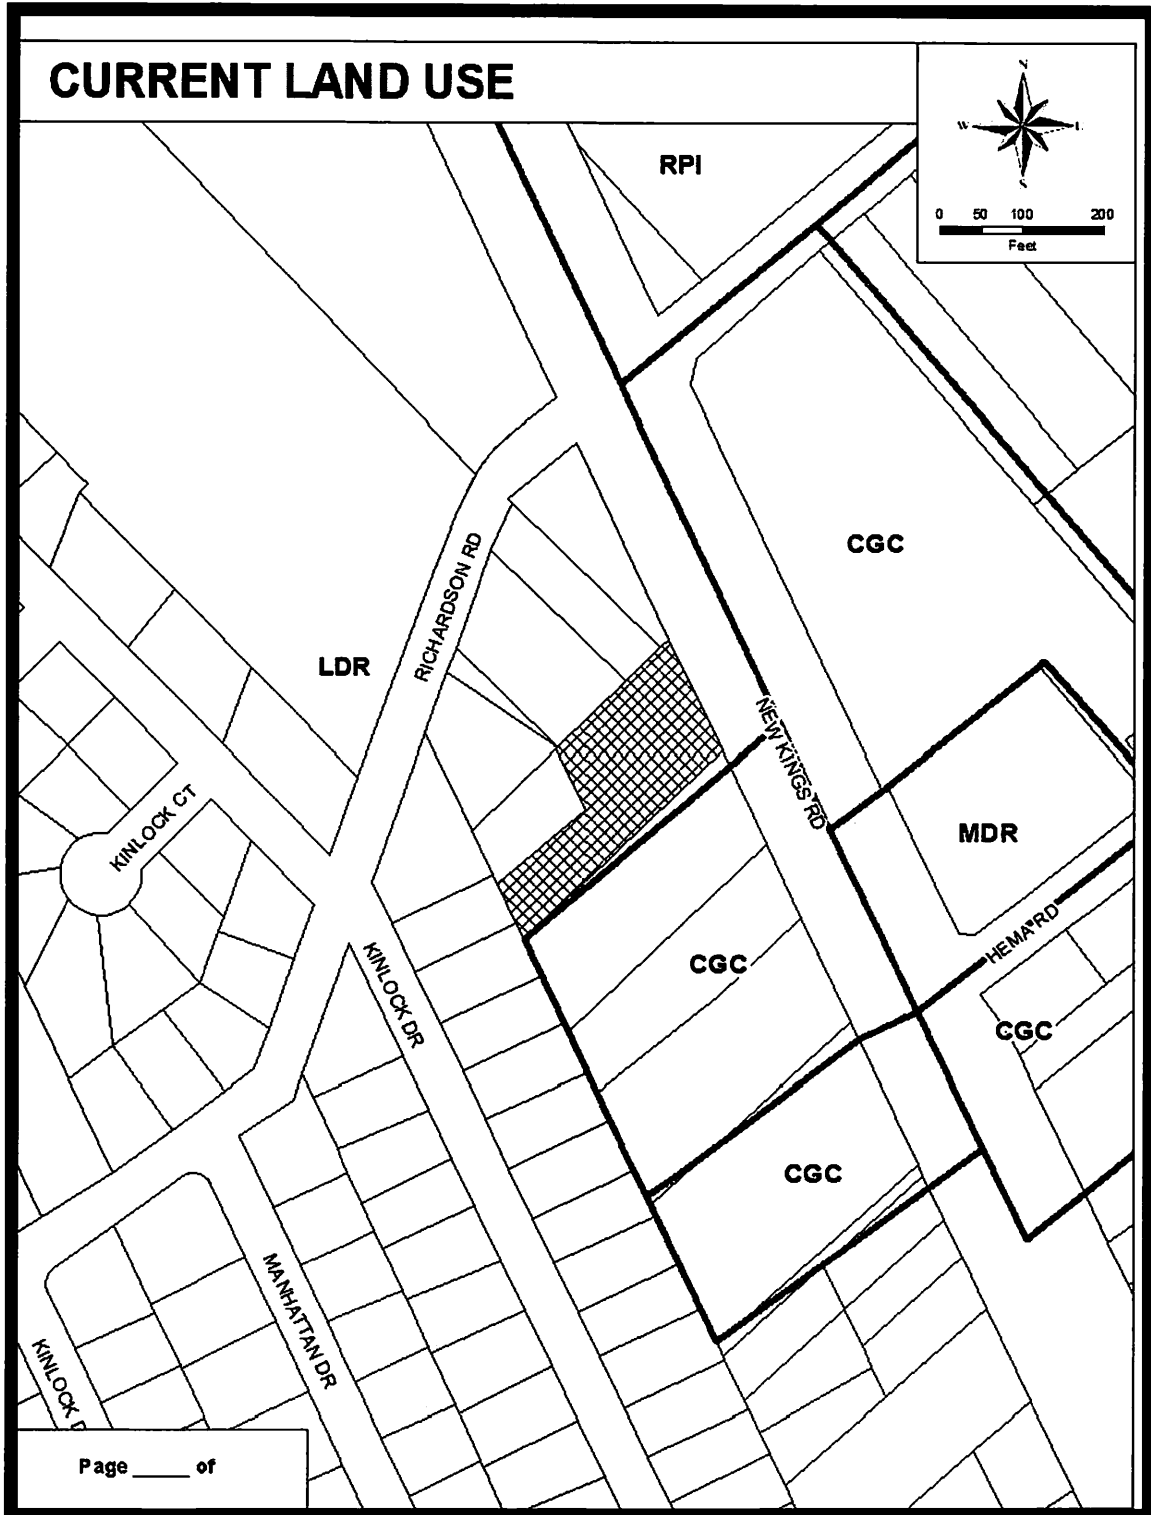 CURRENT LAND USE
N
W
E
S
0 50 100 200
Feet
RPI
CGC
RICHARDSON RD
LDR
NEW KINGS RD
KINLOCK CT
MDR
HEMA RD
CGC
KINLOCK DR
CGC
CGC
MANHATTAN DR
KINLOCK D
Page _____ of